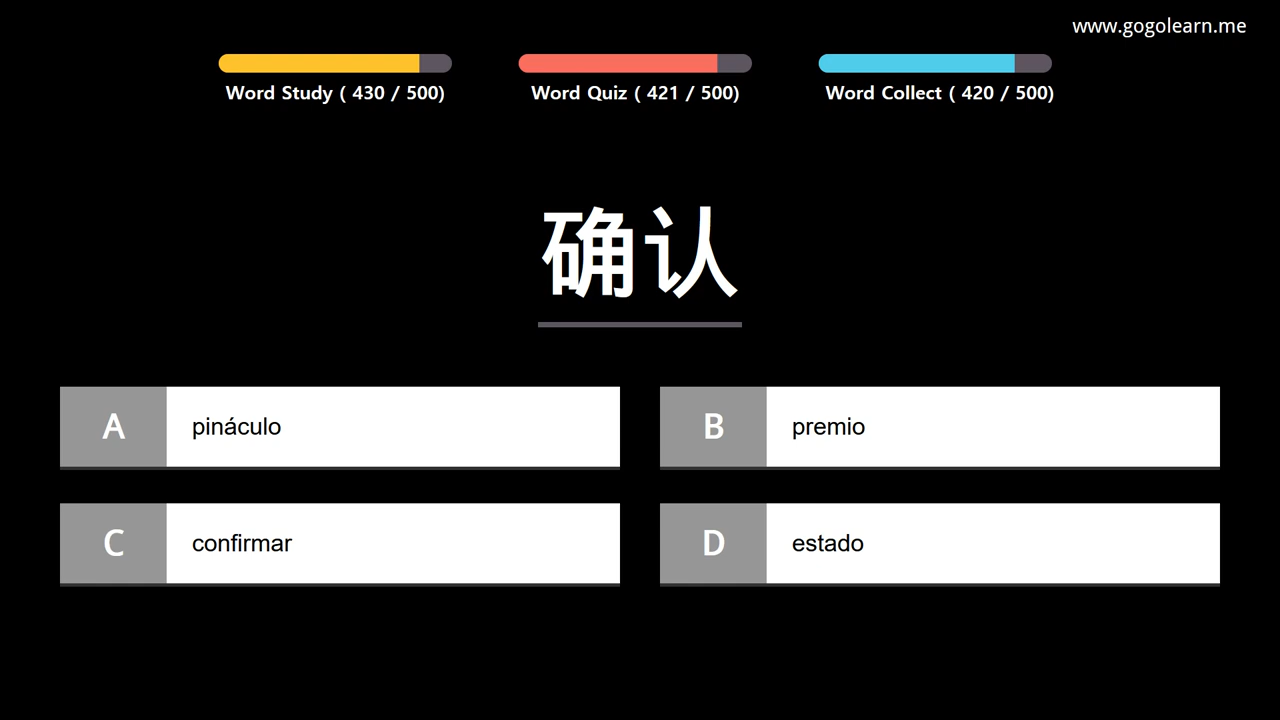 www.gogolearn.me
Word Study ( 430 / 500)
Word Quiz ( 421 / 500)
Word Collect ( 420 / 500)
确认
A pináculo
B premio
C confirmar
D estado